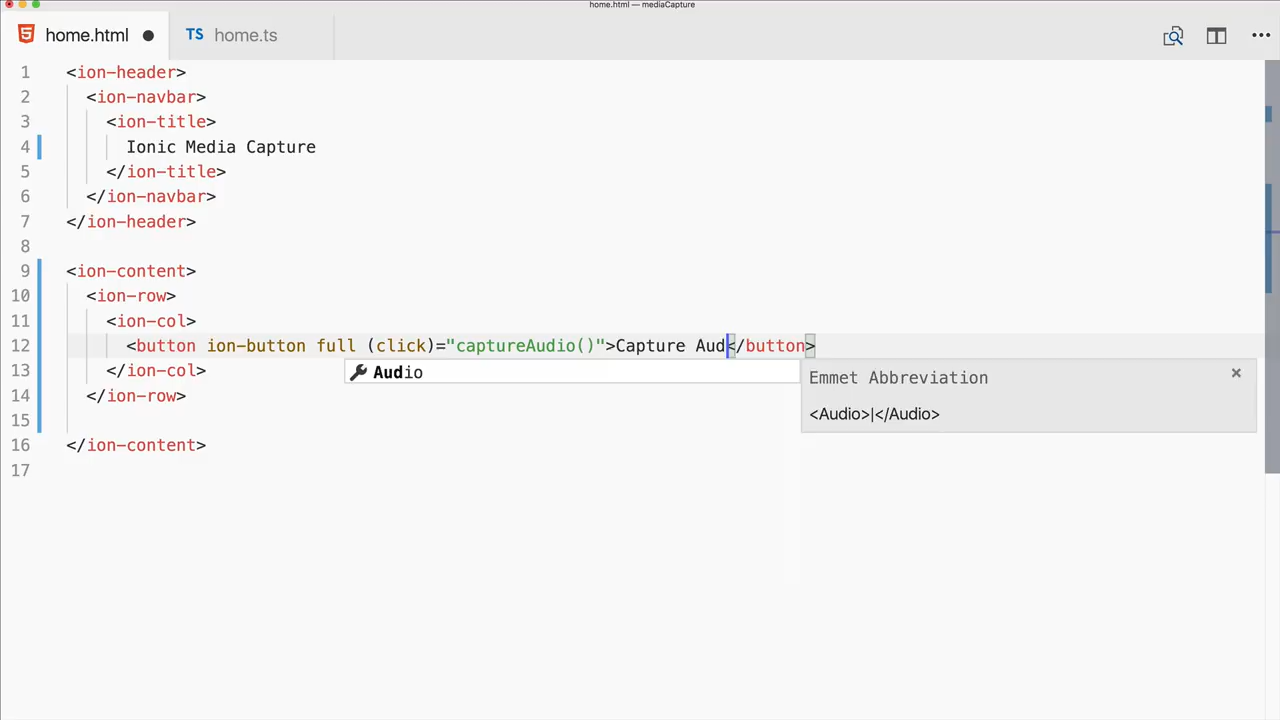 home.html — mediaCapture
home.html ● TS home.ts
1 <ion-header>
2 <ion-navbar>
3 <ion-title>
4 Ionic Media Capture
5 </ion-title>
6 </ion-navbar>
7 </ion-header>
8
9 <ion-content>
10 <ion-row>
11 <ion-col>
12 <button ion-button full (click)="captureAudio()">Capture Aud</button>
13 </ion-col>
Audio
Emmet Abbreviation
<Audio>|</Audio>
14 </ion-row>
15
16 </ion-content>
17